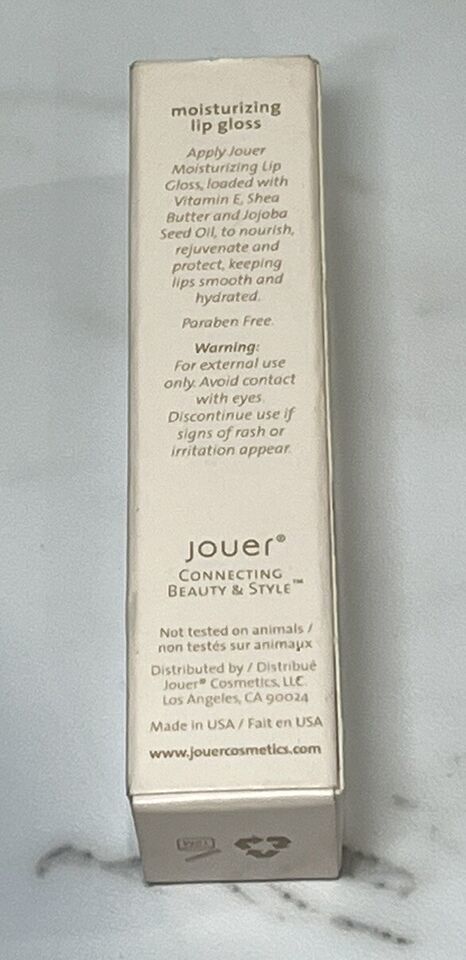 moisturizing
lip gloss
Apply Jouer
Moisturizing Lip
Gloss, loaded with
Vitamin E, Shea
Butter and Jojoba
Seed Oil, to nourish,
rejuvenate and
protect, keeping
lips smooth and
hydrated.
Paraben Free.
Warning:
For external use
only. Avoid contact
with eyes.
Discontinue use if
signs of rash or
irritation appear.
jouer®
CONNECTING
BEAUTY & STYLE™
Not tested on animals /
non testés sur animaux
Distributed by / Distribué
Jouer® Cosmetics, LLC.
Los Angeles, CA 90024
Made in USA / Fait en USA
www.jouercosmetics.com